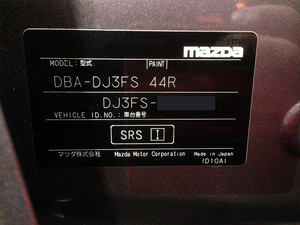 mazda
MODEL: 型式 PAINT
DBA-DJ3FS 44R
DJ3FS-
VEHICLE ID.NO.: 車台番号
SRS I
マツダ株式会社 Mazda Motor Corporation Made in Japan
(D10A)